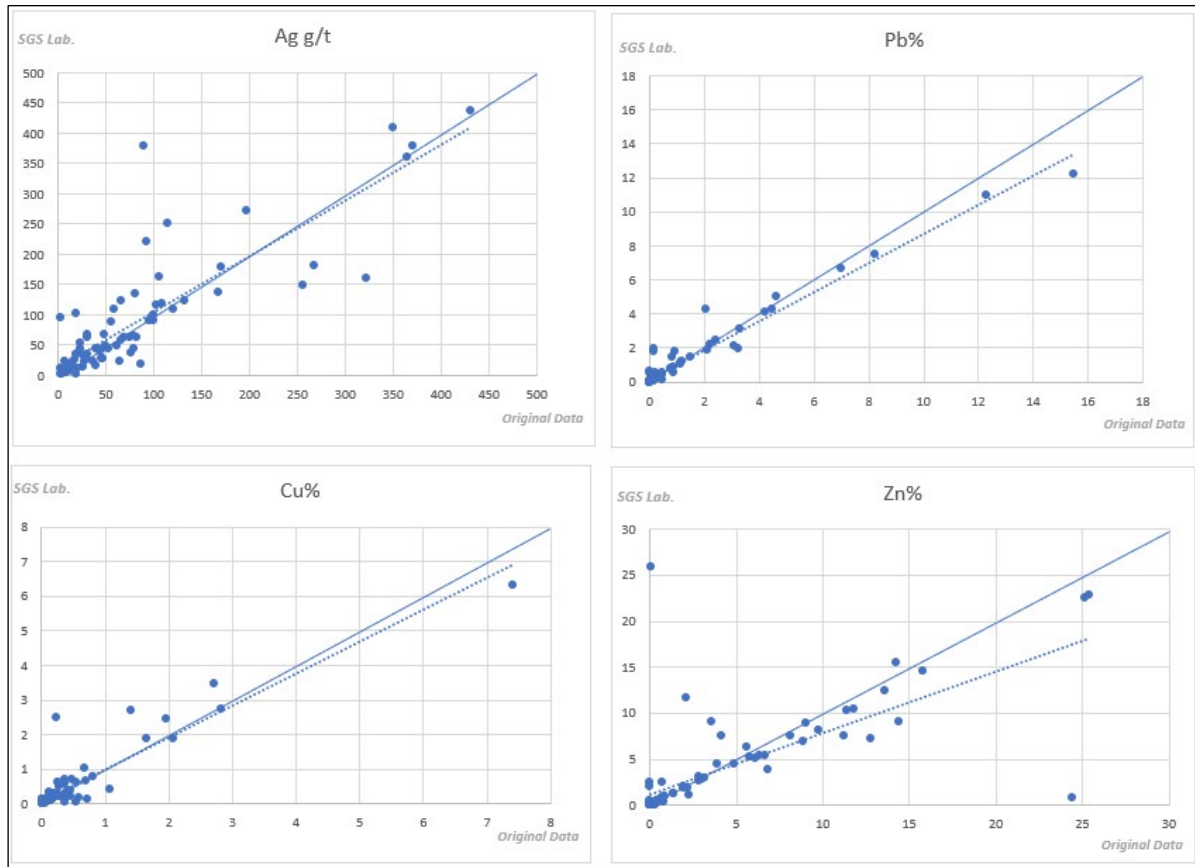 SGS Lab.
Ag g/t
500
450
400
350
300
250
200
150
100
50
0
0 50 100 150 200 250 300 350 400 450 500
Original Data
SGS Lab.
Pb%
18
16
14
12
10
8
6
4
2
0
0 2 4 6 8 10 12 14 16 18
Original Data
SGS Lab.
Cu%
8
7
6
5
4
3
2
1
0
0 1 2 3 4 5 6 7 8
Original Data
SGS Lab.
Zn%
30
25
20
15
10
5
0
0 5 10 15 20 25 30
Original Data